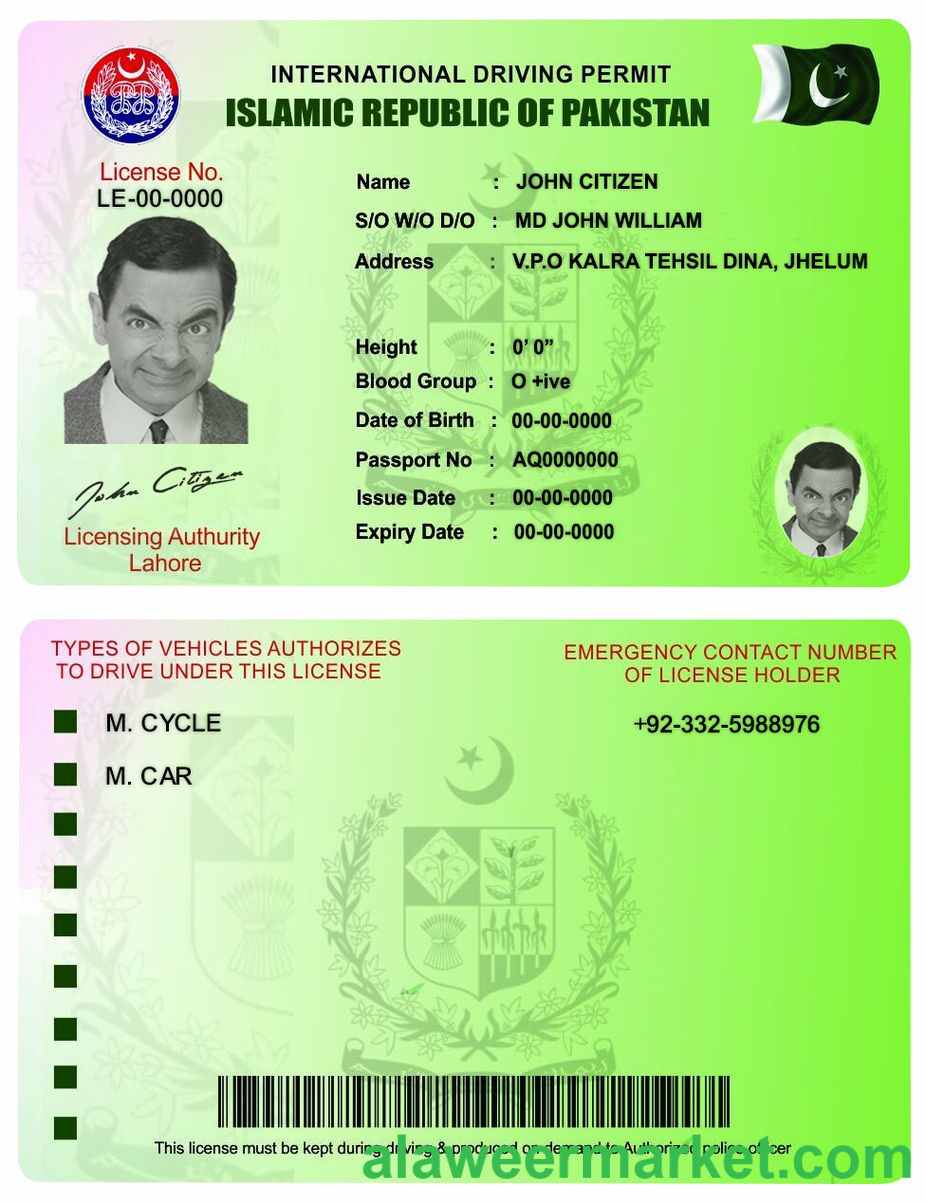 INTERNATIONAL DRIVING PERMIT
ISLAMIC REPUBLIC OF PAKISTAN
License No.
LE-00-0000
Name : JOHN CITIZEN
S/O W/O D/O : MD JOHN WILLIAM
Address : V.P.O KALRA TEHSIL DINA, JHELUM
Height : 0' 0”
Blood Group : O +ive
Date of Birth : 00-00-0000
Passport No : AQ0000000
Issue Date : 00-00-0000
Expiry Date : 00-00-0000
John Citizen
Licensing Authurity
Lahore
TYPES OF VEHICLES AUTHORIZES
TO DRIVE UNDER THIS LICENSE
EMERGENCY CONTACT NUMBER
OF LICENSE HOLDER
M. CYCLE
+92-332-5988976
M. CAR
This license must be kept during driving & produced on demand to Authorized police officer
alaweermarket.com